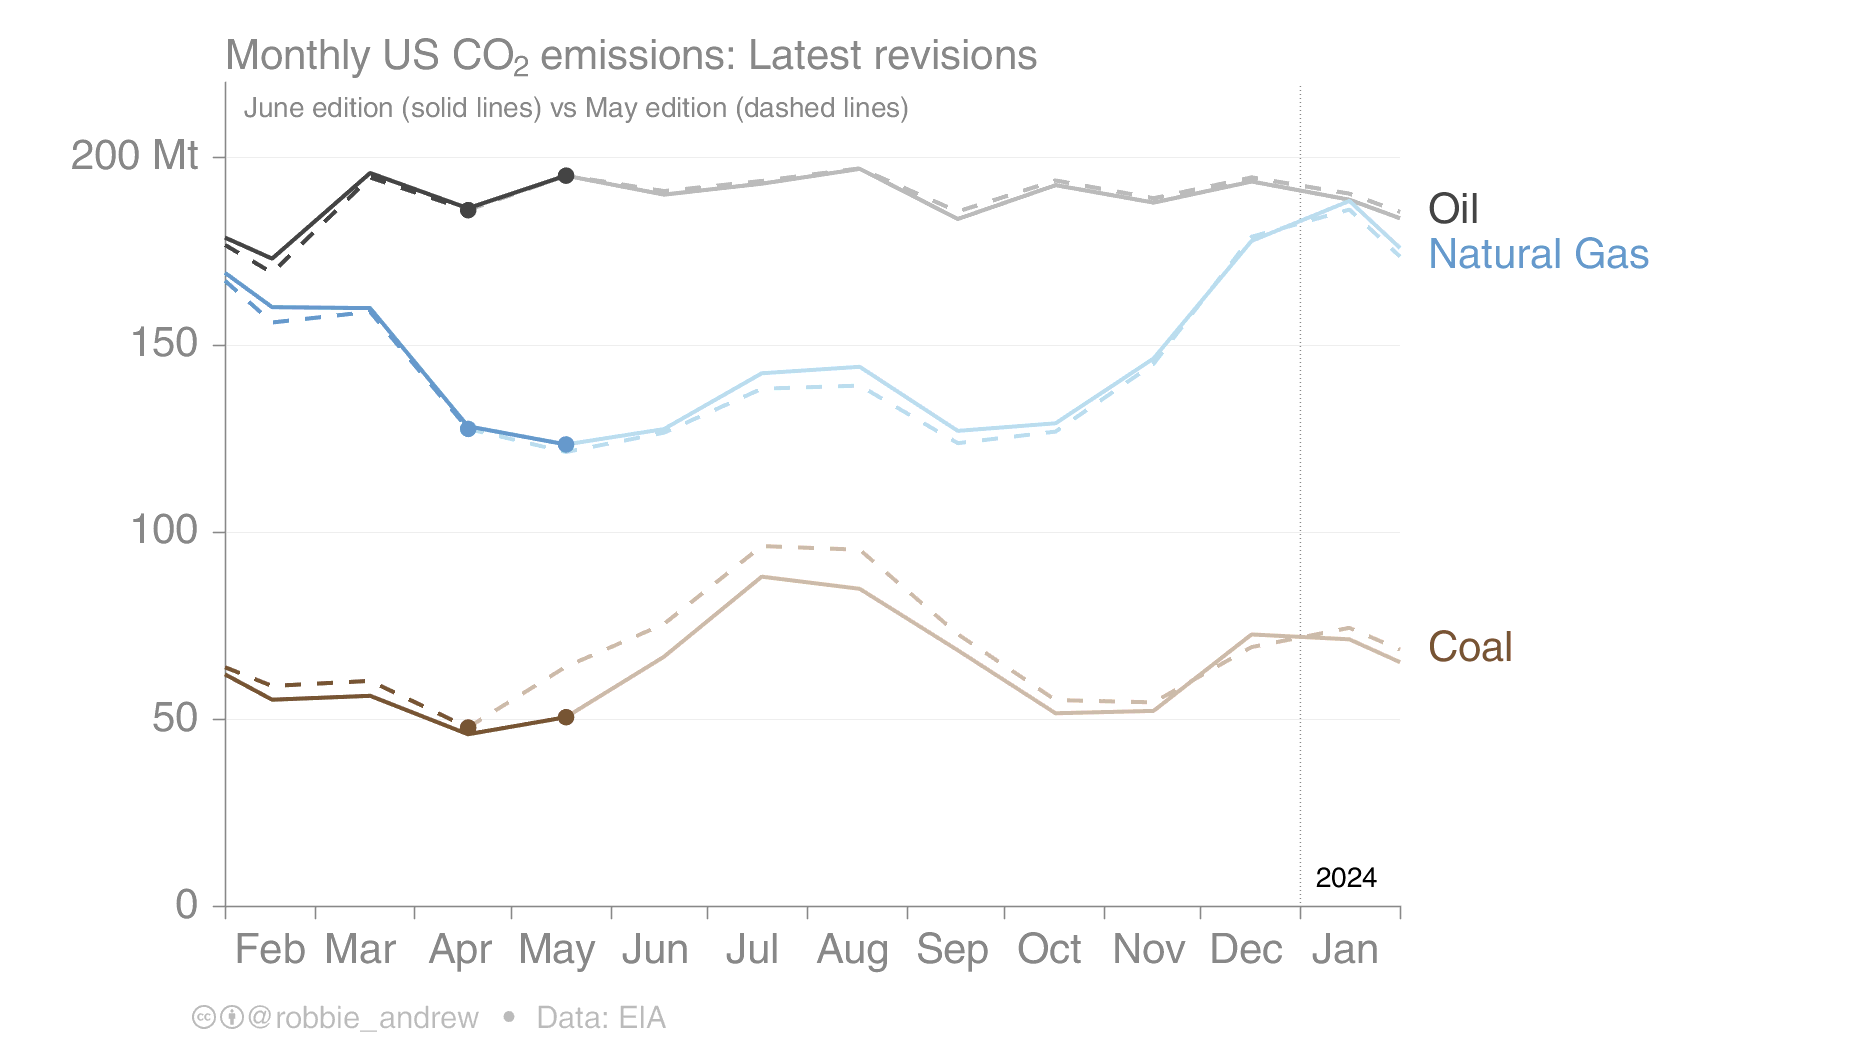 Monthly US CO₂ emissions: Latest revisions
June edition (solid lines) vs May edition (dashed lines)
200 Mt
150
100
50
0
Oil
Natural Gas
Coal
2024
Feb Mar Apr May Jun Jul Aug Sep Oct Nov Dec Jan
cc @robbie_andrew • Data: EIA